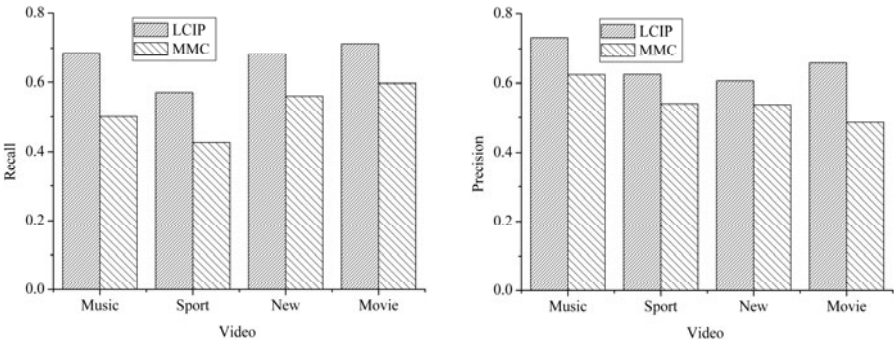 0.8
0.6
0.4
0.2
0.0
Recall
LCIP
MMC
Music Sport New Movie
Video
0.8
0.6
0.4
0.2
0.0
Precision
LCIP
MMC
Music Sport New Movie
Video